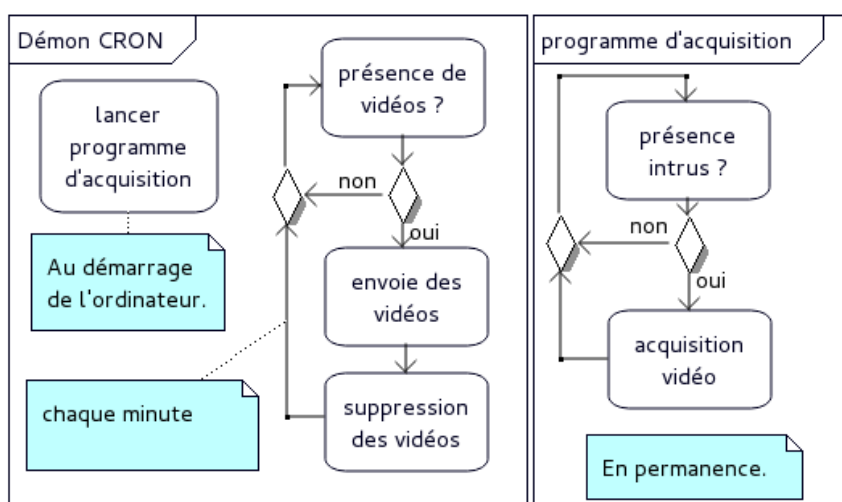 Démon CRON
lancer
programme
d'acquisition
Au démarrage
de l'ordinateur.
chaque minute
présence de
vidéos ?
non
oui
envoie des
vidéos
suppression
des vidéos
programme d'acquisition
présence
intrus ?
non
oui
acquisition
vidéo
En permanence.